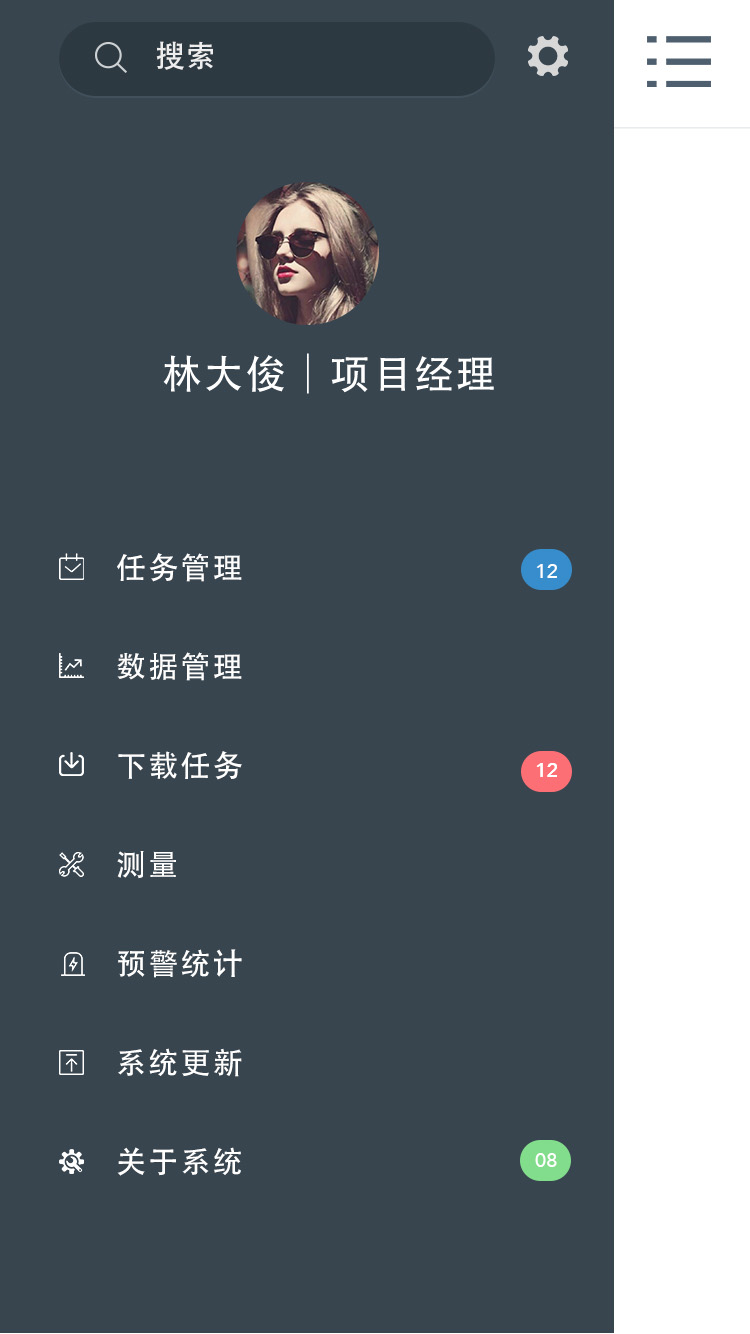 搜索
林大俊｜项目经理
任务管理 12
数据管理
下载任务 12
测量
预警统计
系统更新
关于系统 08